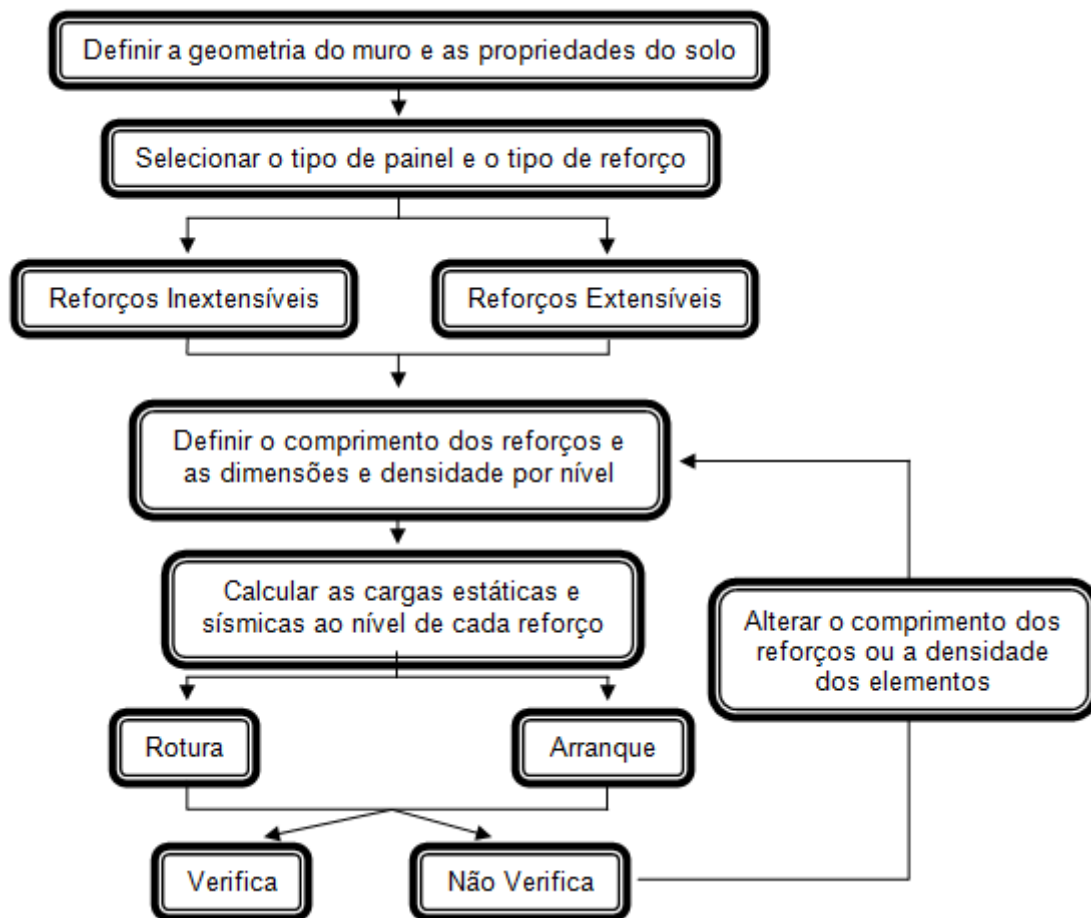 Definir a geometria do muro e as propriedades do solo
Selecionar o tipo de painel e o tipo de reforço
Reforços Inextensíveis
Reforços Extensíveis
Definir o comprimento dos reforços e
as dimensões e densidade por nível
Calcular as cargas estáticas e
sísmicas ao nível de cada reforço
Alterar o comprimento dos
reforços ou a densidade
dos elementos
Rotura
Arranque
Verifica
Não Verifica